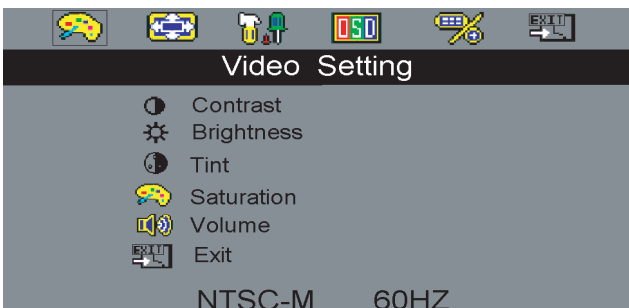 OSD EXIT
Video Setting
Contrast
Brightness
Tint
Saturation
Volume
EXIT Exit
NTSC-M 60HZ